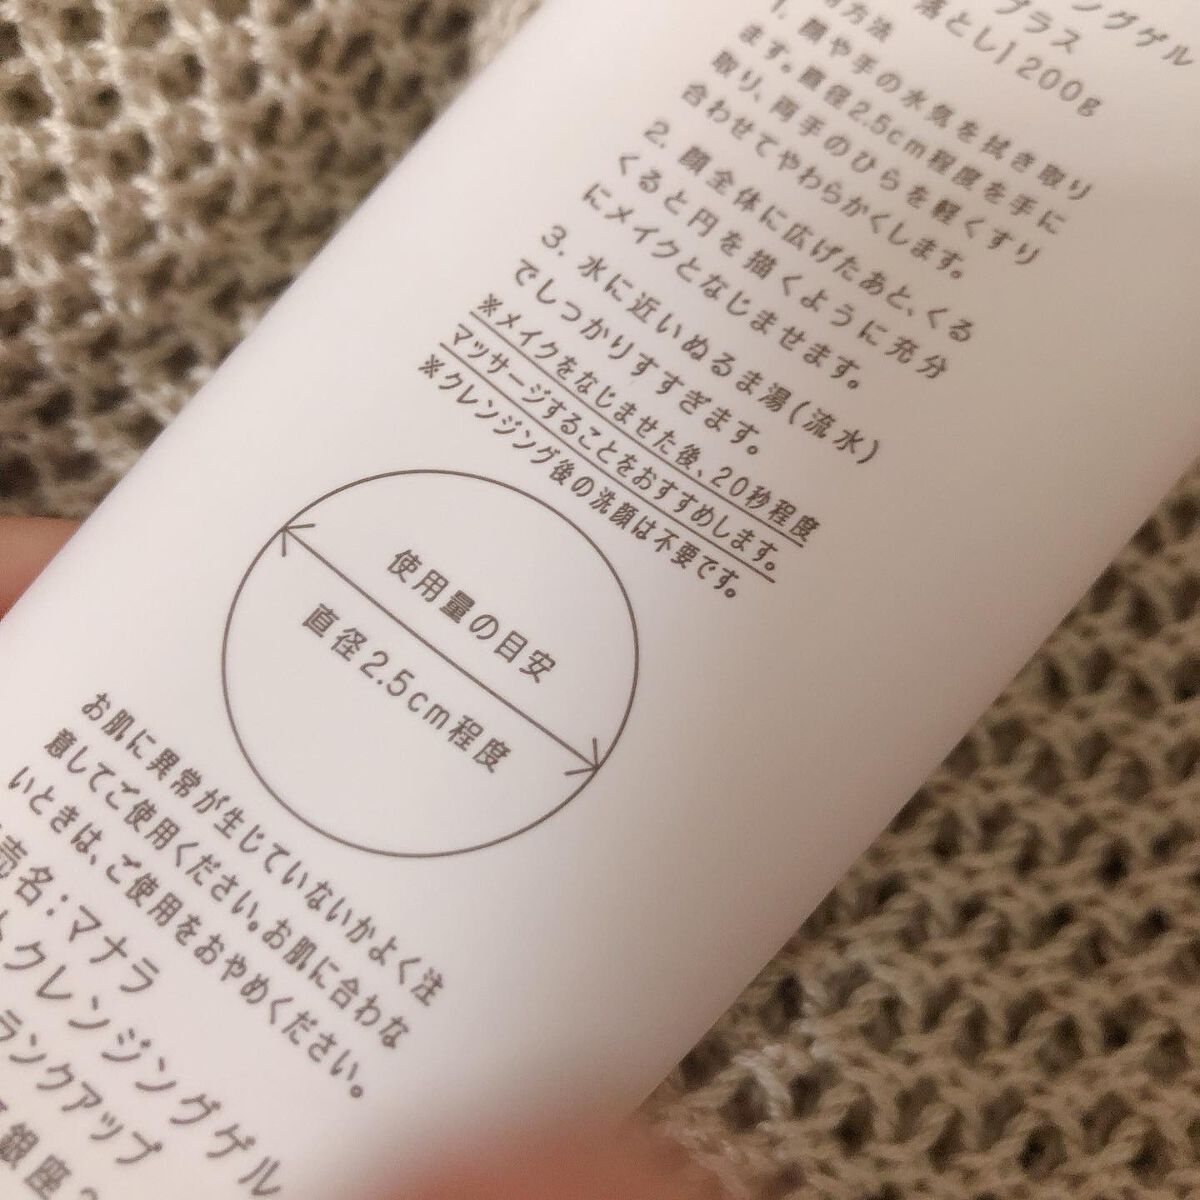 ングゲル
プラス
落とし｜200g
用方法
1. 顔や手の水気を拭き取り
ます。直径2.5cm程度を手に
取り、両手のひらを軽くすり
合わせてやわらかくします。
2. 顔全体に広げたあと、くる
くると円を描くように充分
にメイクとなじませます。
3. 水に近いぬるま湯(流水)
でしっかりすすぎます。
※メイクをなじませた後、20秒程度
マッサージすることをおすすめします。
※クレンジング後の洗顔は不要です。
使用量の目安
直径2.5cm程度
お肌に異常が生じていないかよく注
意してご使用ください。お肌に合わな
いときは、ご使用をおやめください。
売名：マナラ
トクレンジングゲル
ランクアップ
銀座